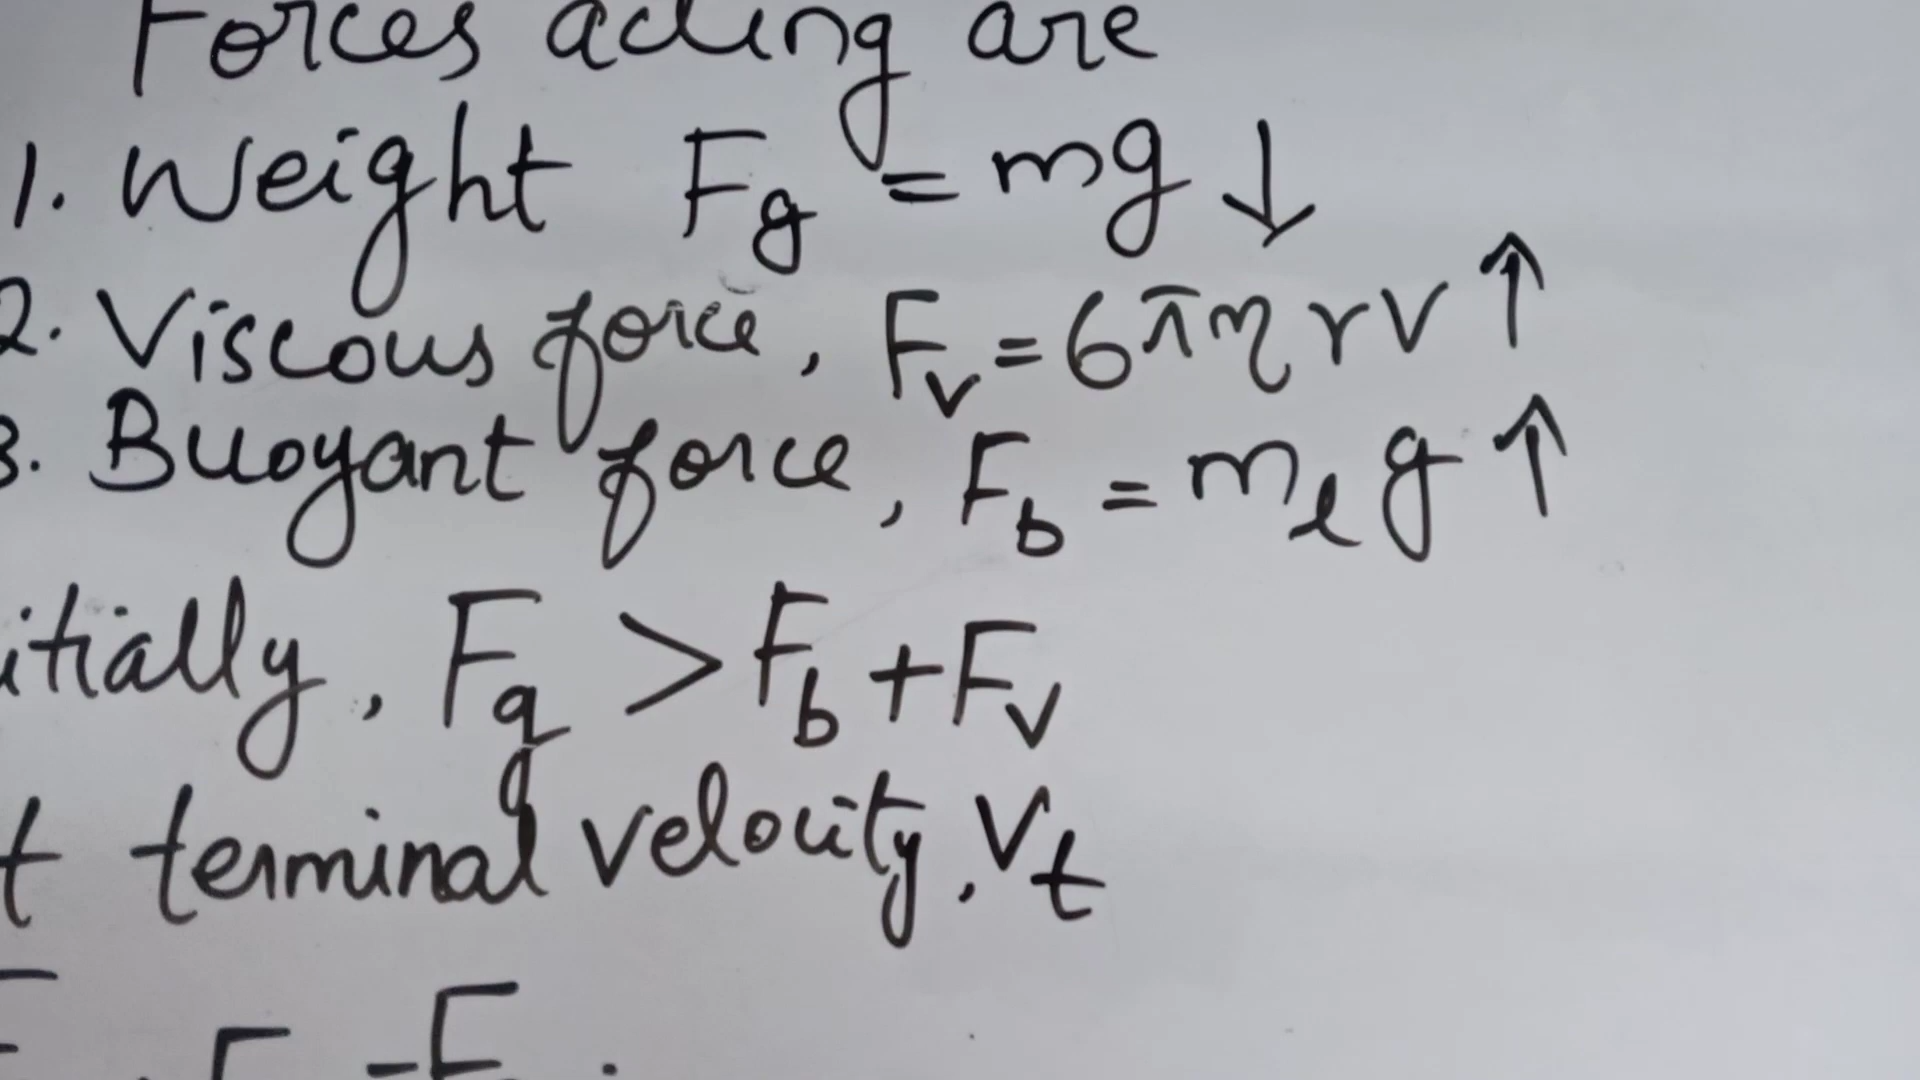 Forces acting are
1. Weight F_g = mg ↓
2. Viscous force, F_v = 6πηrv ↑
3. Buoyant force, F_b = m_l g ↑
itially, F_g > F_b + F_v
t terminal velocity, V_t